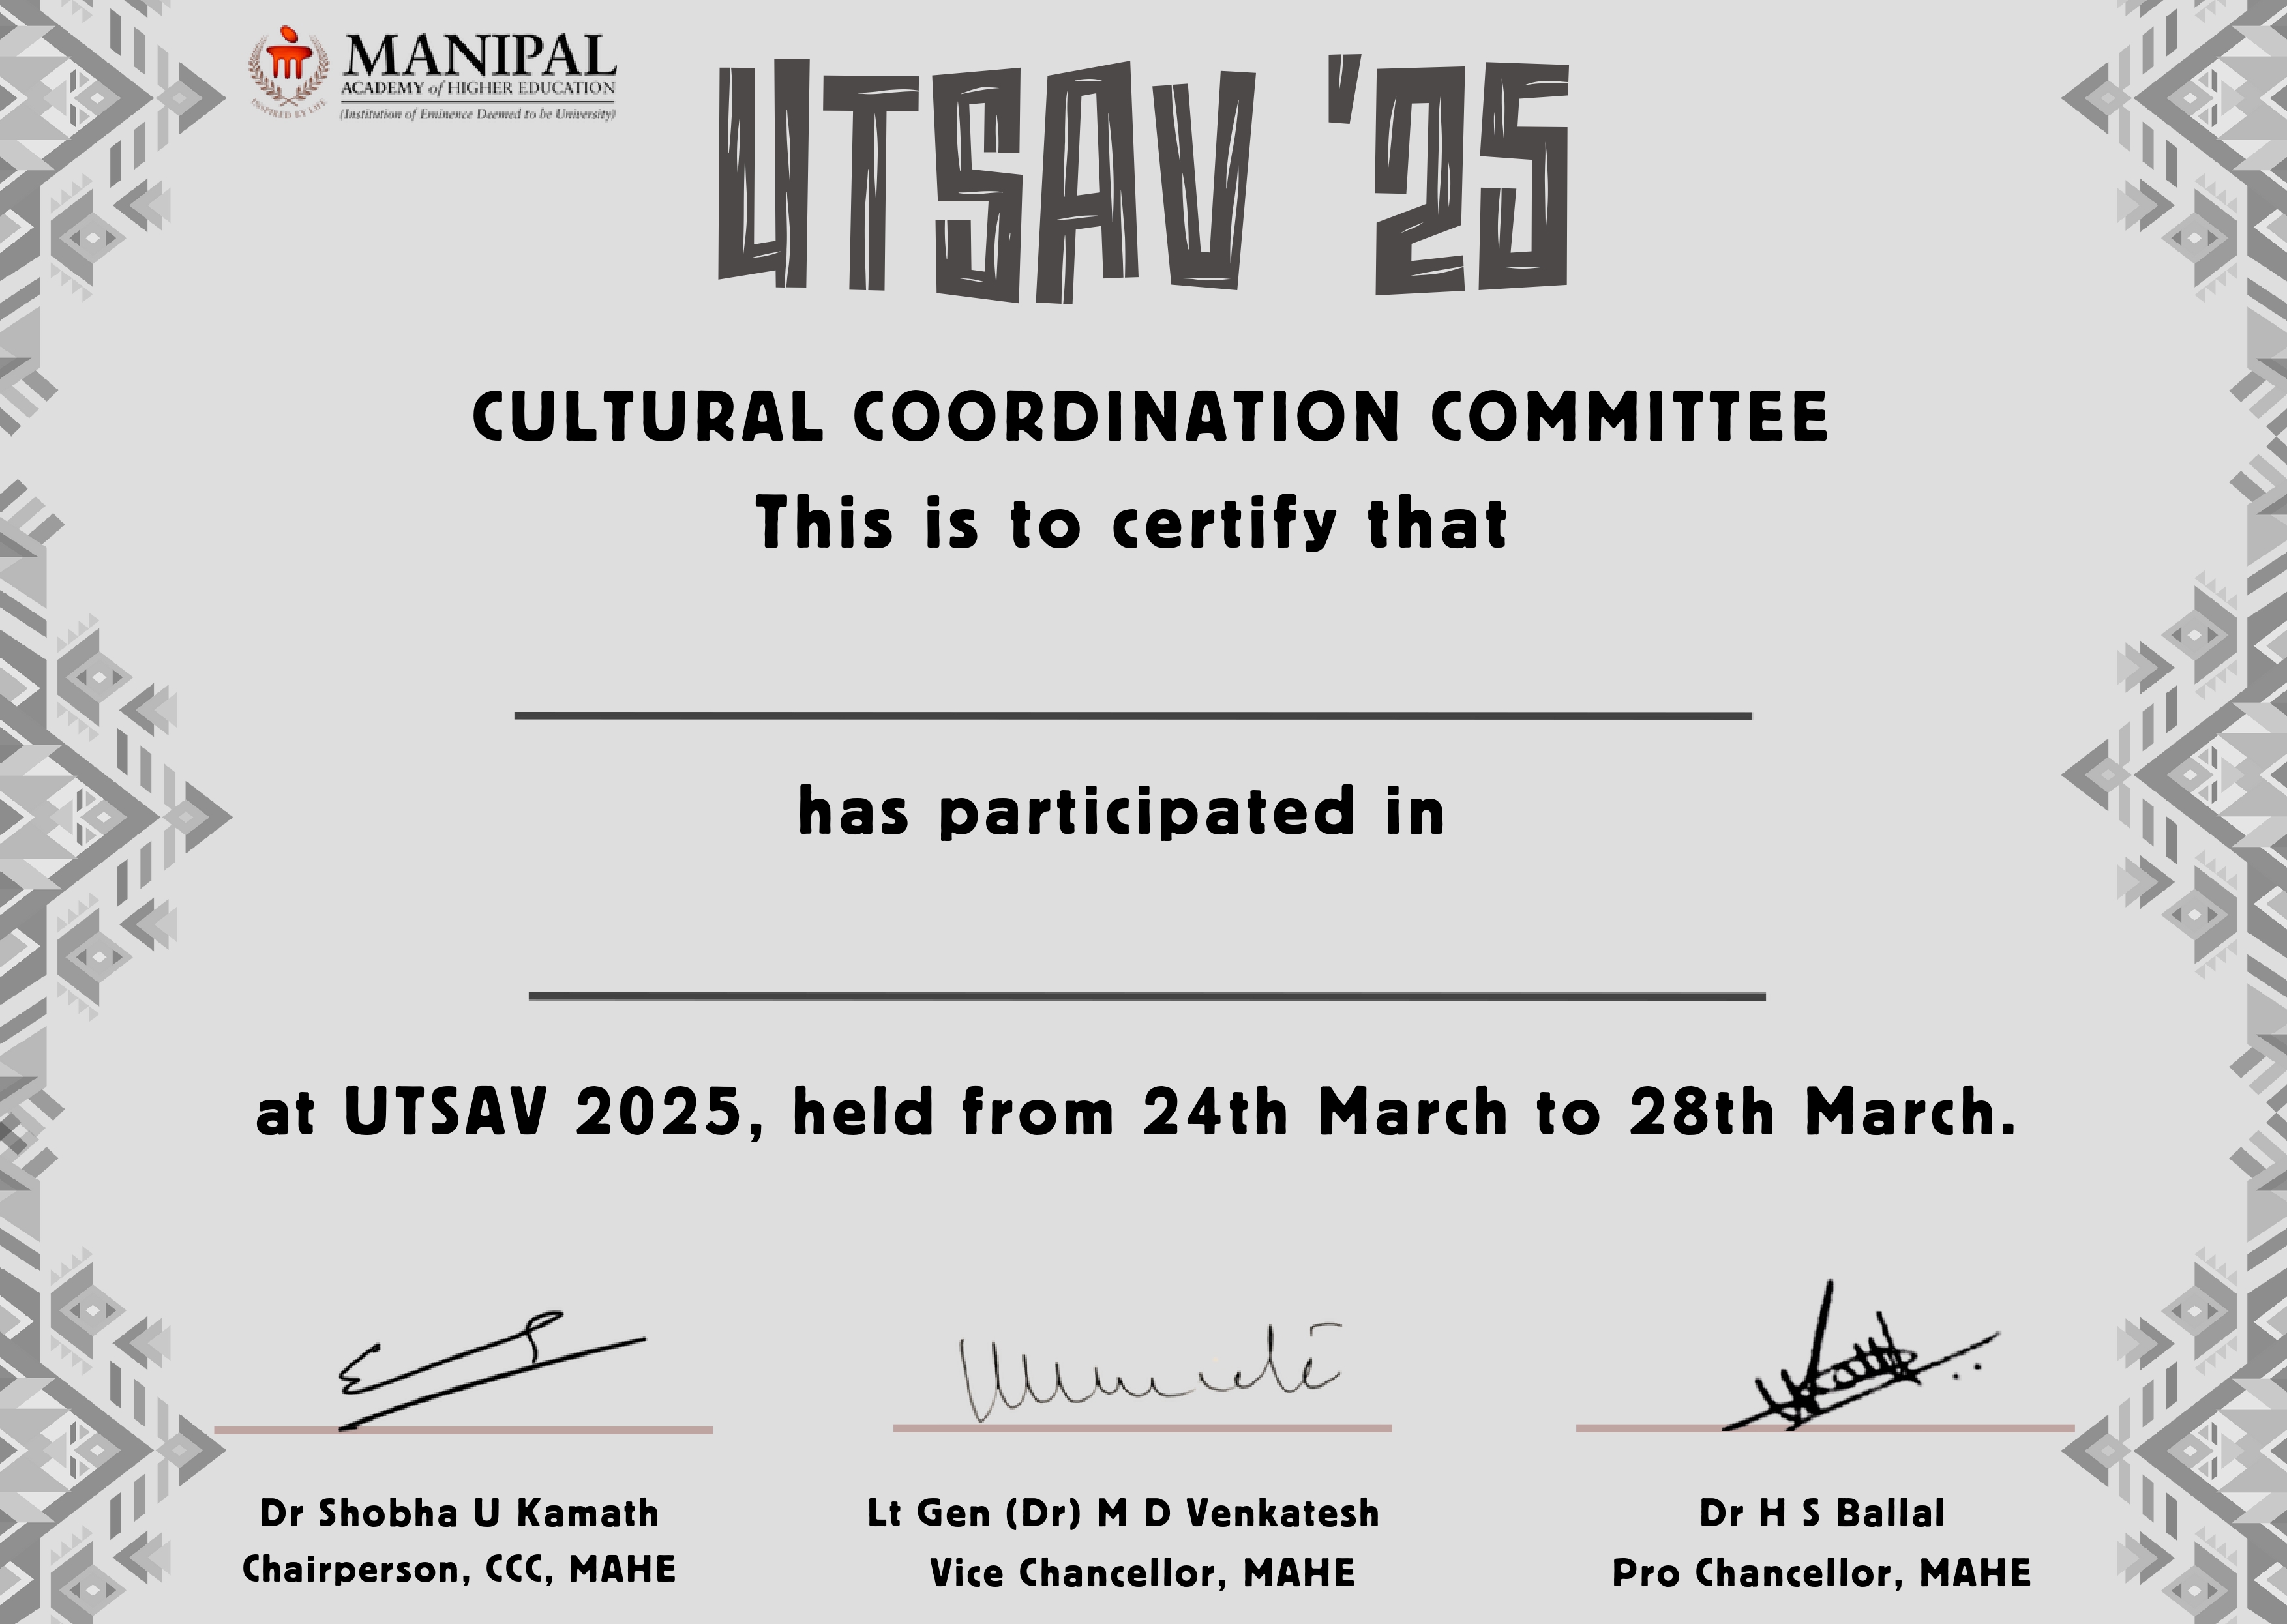 MANIPAL
ACADEMY of HIGHER EDUCATION
(Institution of Eminence Deemed to be University)
INSPIRED BY LIFE
UTSAV '25
CULTURAL COORDINATION COMMITTEE
This is to certify that
has participated in
at UTSAV 2025, held from 24th March to 28th March.
Dr Shobha U Kamath
Chairperson, CCC, MAHE
Lt Gen (Dr) M D Venkatesh
Vice Chancellor, MAHE
Dr H S Ballal
Pro Chancellor, MAHE